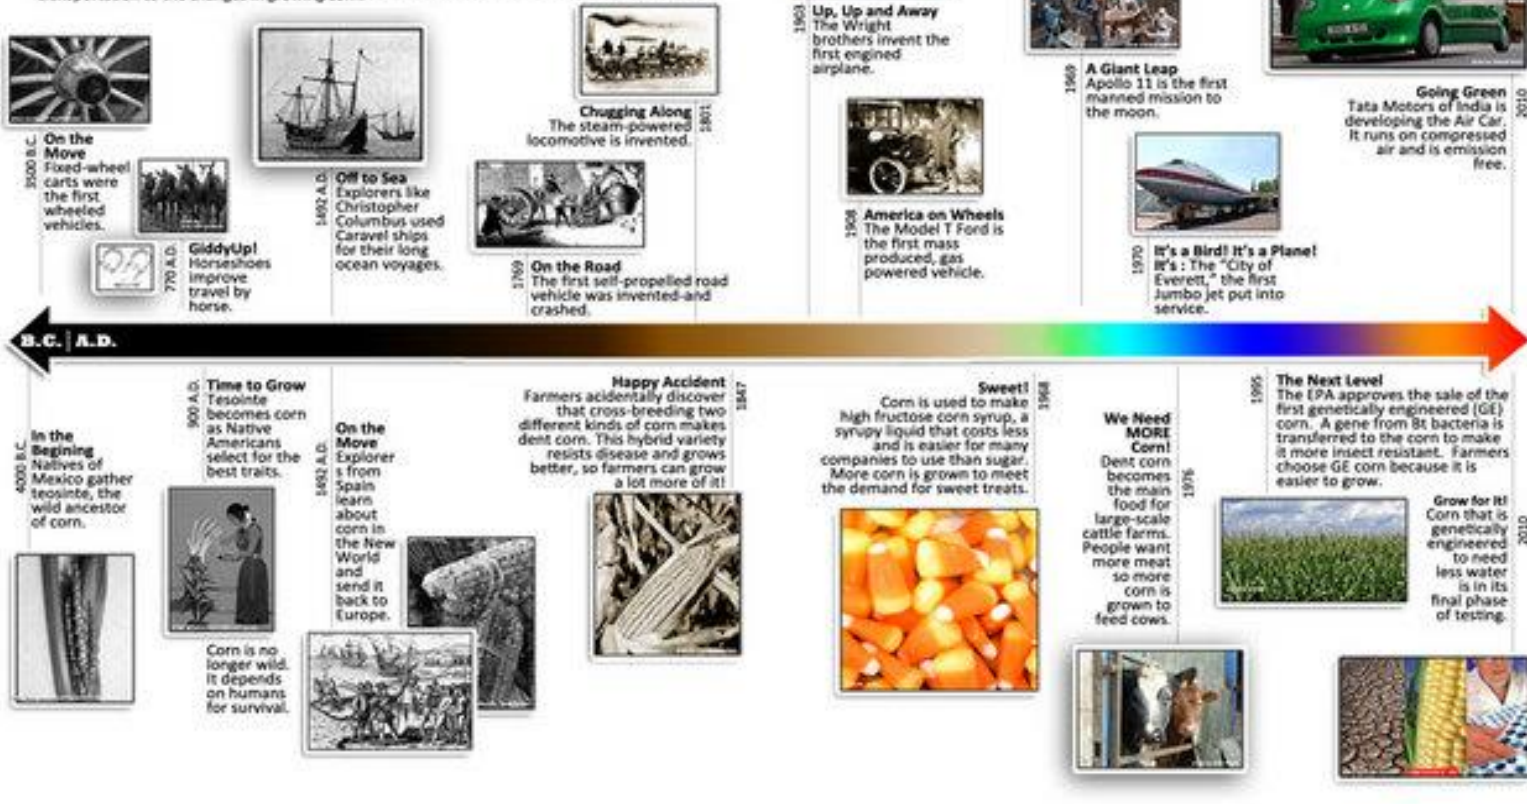 3500 B.C.
On the
Move
Fixed-wheel
carts were
the first
wheeled
vehicles.
770 A.D.
GiddyUp!
Horseshoes
improve
travel by
horse.
1492 A.D.
Off to Sea
Explorers like
Christopher
Columbus used
Caravel ships
for their long
ocean voyages.
1769
On the Road
The first self-propelled road
vehicle was invented-and
crashed.
Chugging Along
The steam-powered
locomotive is invented.
1801
1903
Up, Up and Away
The Wright
brothers invent the
first engined
airplane.
1908
America on Wheels
The Model T Ford is
the first mass
produced, gas
powered vehicle.
1969
A Giant Leap
Apollo 11 is the first
manned mission to
the moon.
1970
It's a Bird! It's a Plane!
It's : The "City of
Everett," the first
Jumbo jet put into
service.
Going Green
Tata Motors of India is
developing the Air Car.
It runs on compressed
air and is emission
free.
2010
B.C. | A.D.
4000 B.C.
In the
Begining
Natives of
Mexico gather
teosinte, the
wild ancestor
of corn.
900 A.D.
Time to Grow
Tesointe
becomes corn
as Native
Americans
select for the
best traits.
Corn is no
longer wild.
It depends
on humans
for survival.
1492 A.D.
On the
Move
Explorer
s from
Spain
learn
about
corn in
the New
World
and
send it
back to
Europe.
Happy Accident
Farmers acidentally discover
that cross-breeding two
different kinds of corn makes
dent corn. This hybrid variety
resists disease and grows
better, so farmers can grow
a lot more of it!
1847
Sweet!
Corn is used to make
high fructose corn syrup, a
syrupy liquid that costs less
and is easier for many
companies to use than sugar.
More corn is grown to meet
the demand for sweet treats.
1968
We Need
MORE
Corn!
Dent corn
becomes
the main
food for
large-scale
cattle farms.
People want
more meat
so more
corn is
grown to
feed cows.
1976
1995
The Next Level
The EPA approves the sale of the
first genetically engineered (GE)
corn. A gene from Bt bacteria is
transferred to the corn to make
it more insect resistant. Farmers
choose GE corn because it is
easier to grow.
Grow for It!
Corn that is
genetically
engineered
to need
less water
is in its
final phase
of testing.
2010